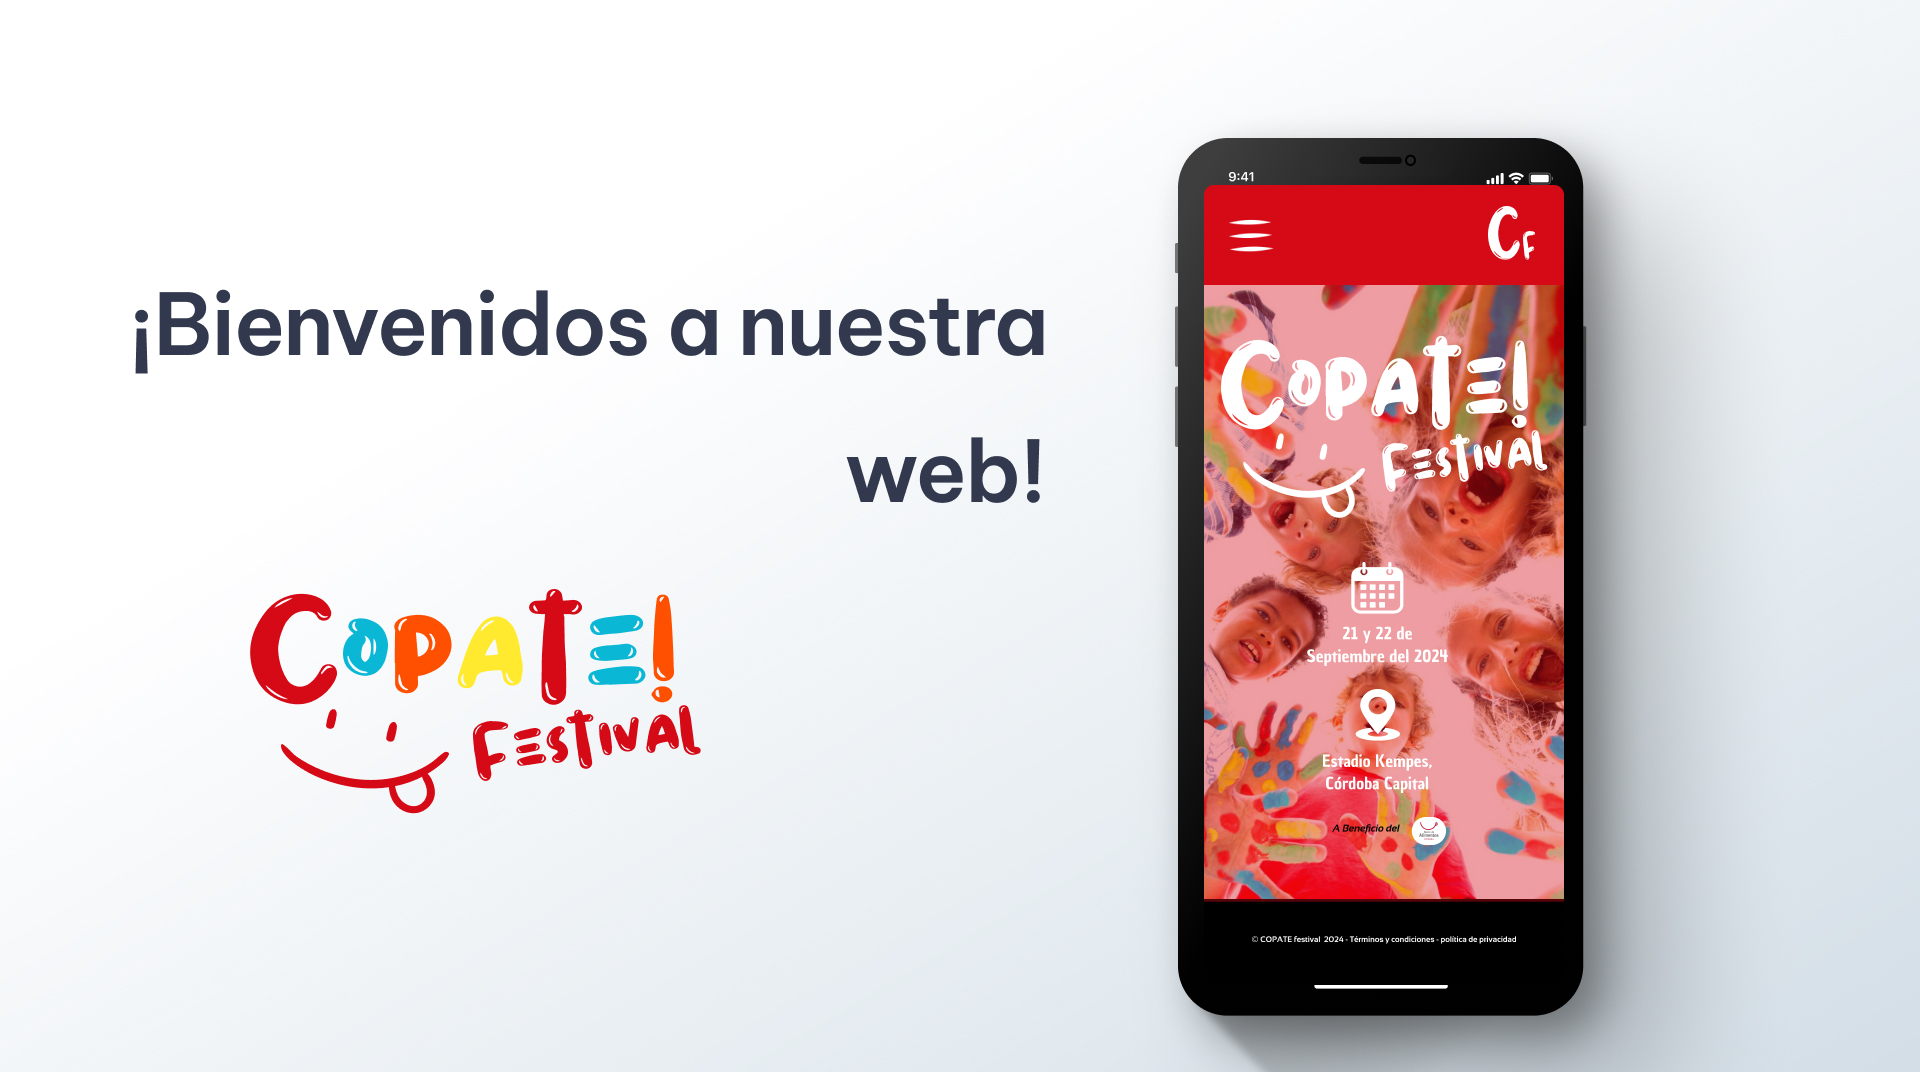 ¡Bienvenidos a nuestra
web!
COPATE!
FESTIVAL
9:41
CF
COPATE!
FESTIVAL
21 y 22 de
Septiembre del 2024
Estadio Kempes,
Córdoba Capital
A Beneficio del
Alimentos
© COPATE festival 2024 - Términos y condiciones - política de privacidad